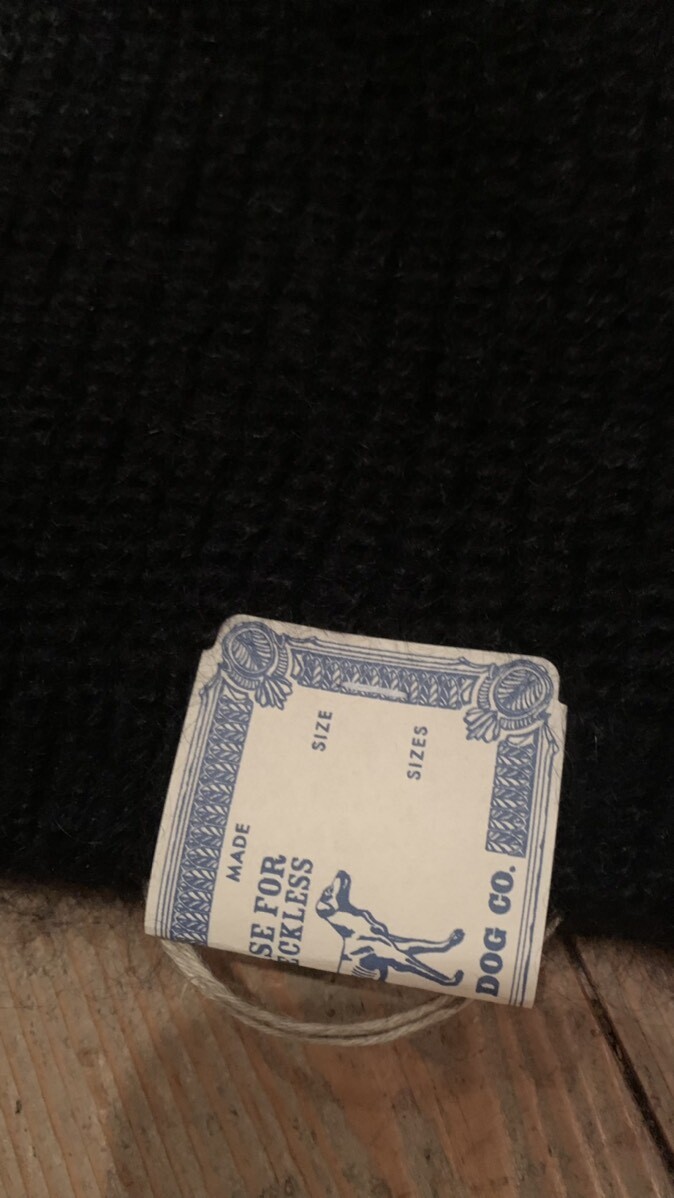 MADE
SE FOR
ECKLESS
SIZE
SIZES
DOG CO.